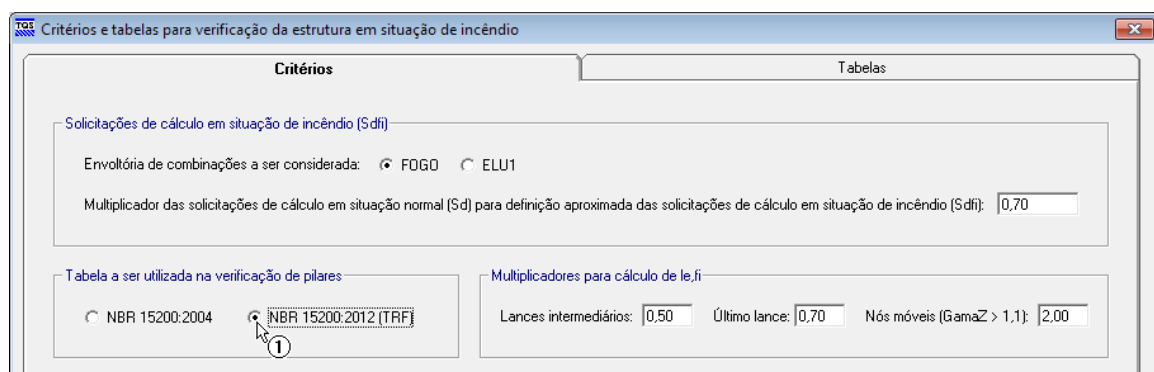 TQS Critérios e tabelas para verificação da estrutura em situação de incêndio
Critérios Tabelas
Solicitações de cálculo em situação de incêndio (Sdfi)
Envoltória de combinações a ser considerada: FOGO ELU1
Multiplicador das solicitações de cálculo em situação normal (Sd) para definição aproximada das solicitações de cálculo em situação de incêndio (Sdfi): 0,70
Tabela a ser utilizada na verificação de pilares Multiplicadores para cálculo de le,fi
NBR 15200:2004 NBR 15200:2012 (TRF) Lances intermediários: 0,50 Último lance: 0,70 Nós móveis (GamaZ > 1,1): 2,00
1